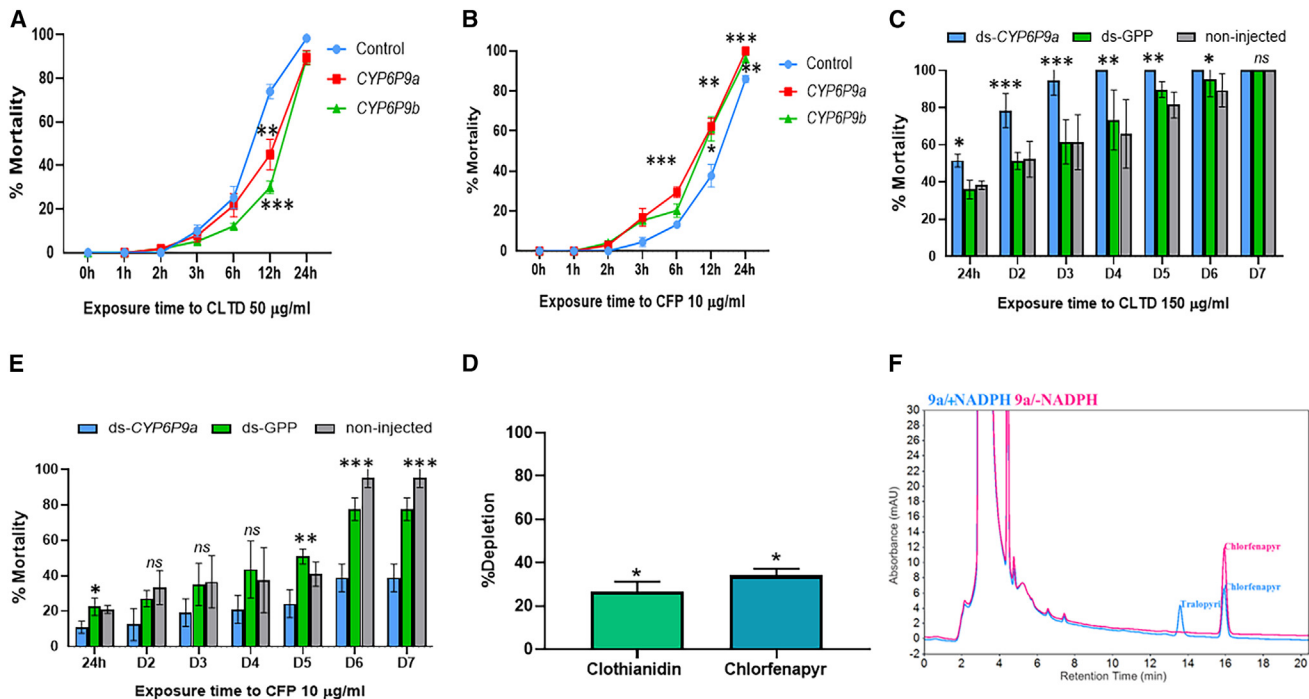 A
% Mortality
100
80
60
40
20
0
Control
CYP6P9a
CYP6P9b
**
***
0h 1h 2h 3h 6h 12h 24h
Exposure time to CLTD 50 µg/ml
B
% Mortality
100
80
60
40
20
0
Control
CYP6P9a
CYP6P9b
***
**
**
***
*
0h 1h 2h 3h 6h 12h 24h
Exposure time to CFP 10 µg/ml
C
ds-CYP6P9a ds-GPP non-injected
% Mortality
100
80
60
40
20
0
* *** *** ** ** * ns
24h D2 D3 D4 D5 D6 D7
Exposure time to CLTD 150 µg/ml
E
ds-CYP6P9a ds-GPP non-injected
% Mortality
100
80
60
40
20
0
* ns ns ns ** *** ***
24h D2 D3 D4 D5 D6 D7
Exposure time to CFP 10 µg/ml
D
%Depletion
100
80
60
40
20
0
* *
Clothianidin Chlorfenapyr
F
9a/+NADPH 9a/-NADPH
Absorbance (mAU)
30
28
26
24
22
20
18
16
14
12
10
8
6
4
2
0
-2
-4
Chlorfenapyr
Chlorfenapyr
Tralopyri
0 2 4 6 8 10 12 14 16 18 20
Retention Time (min)